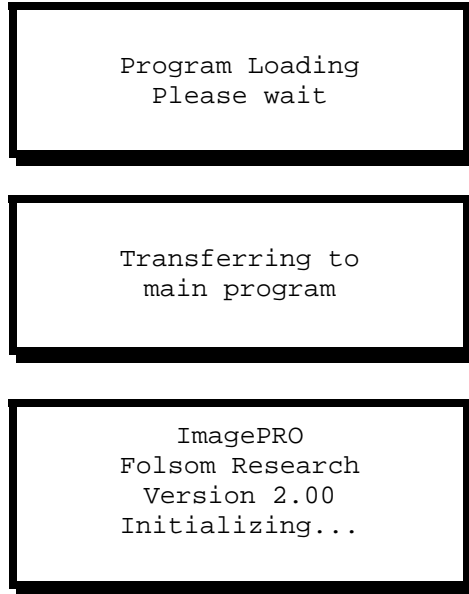 Program Loading
Please wait
Transferring to
main program
ImagePRO
Folsom Research
Version 2.00
Initializing...